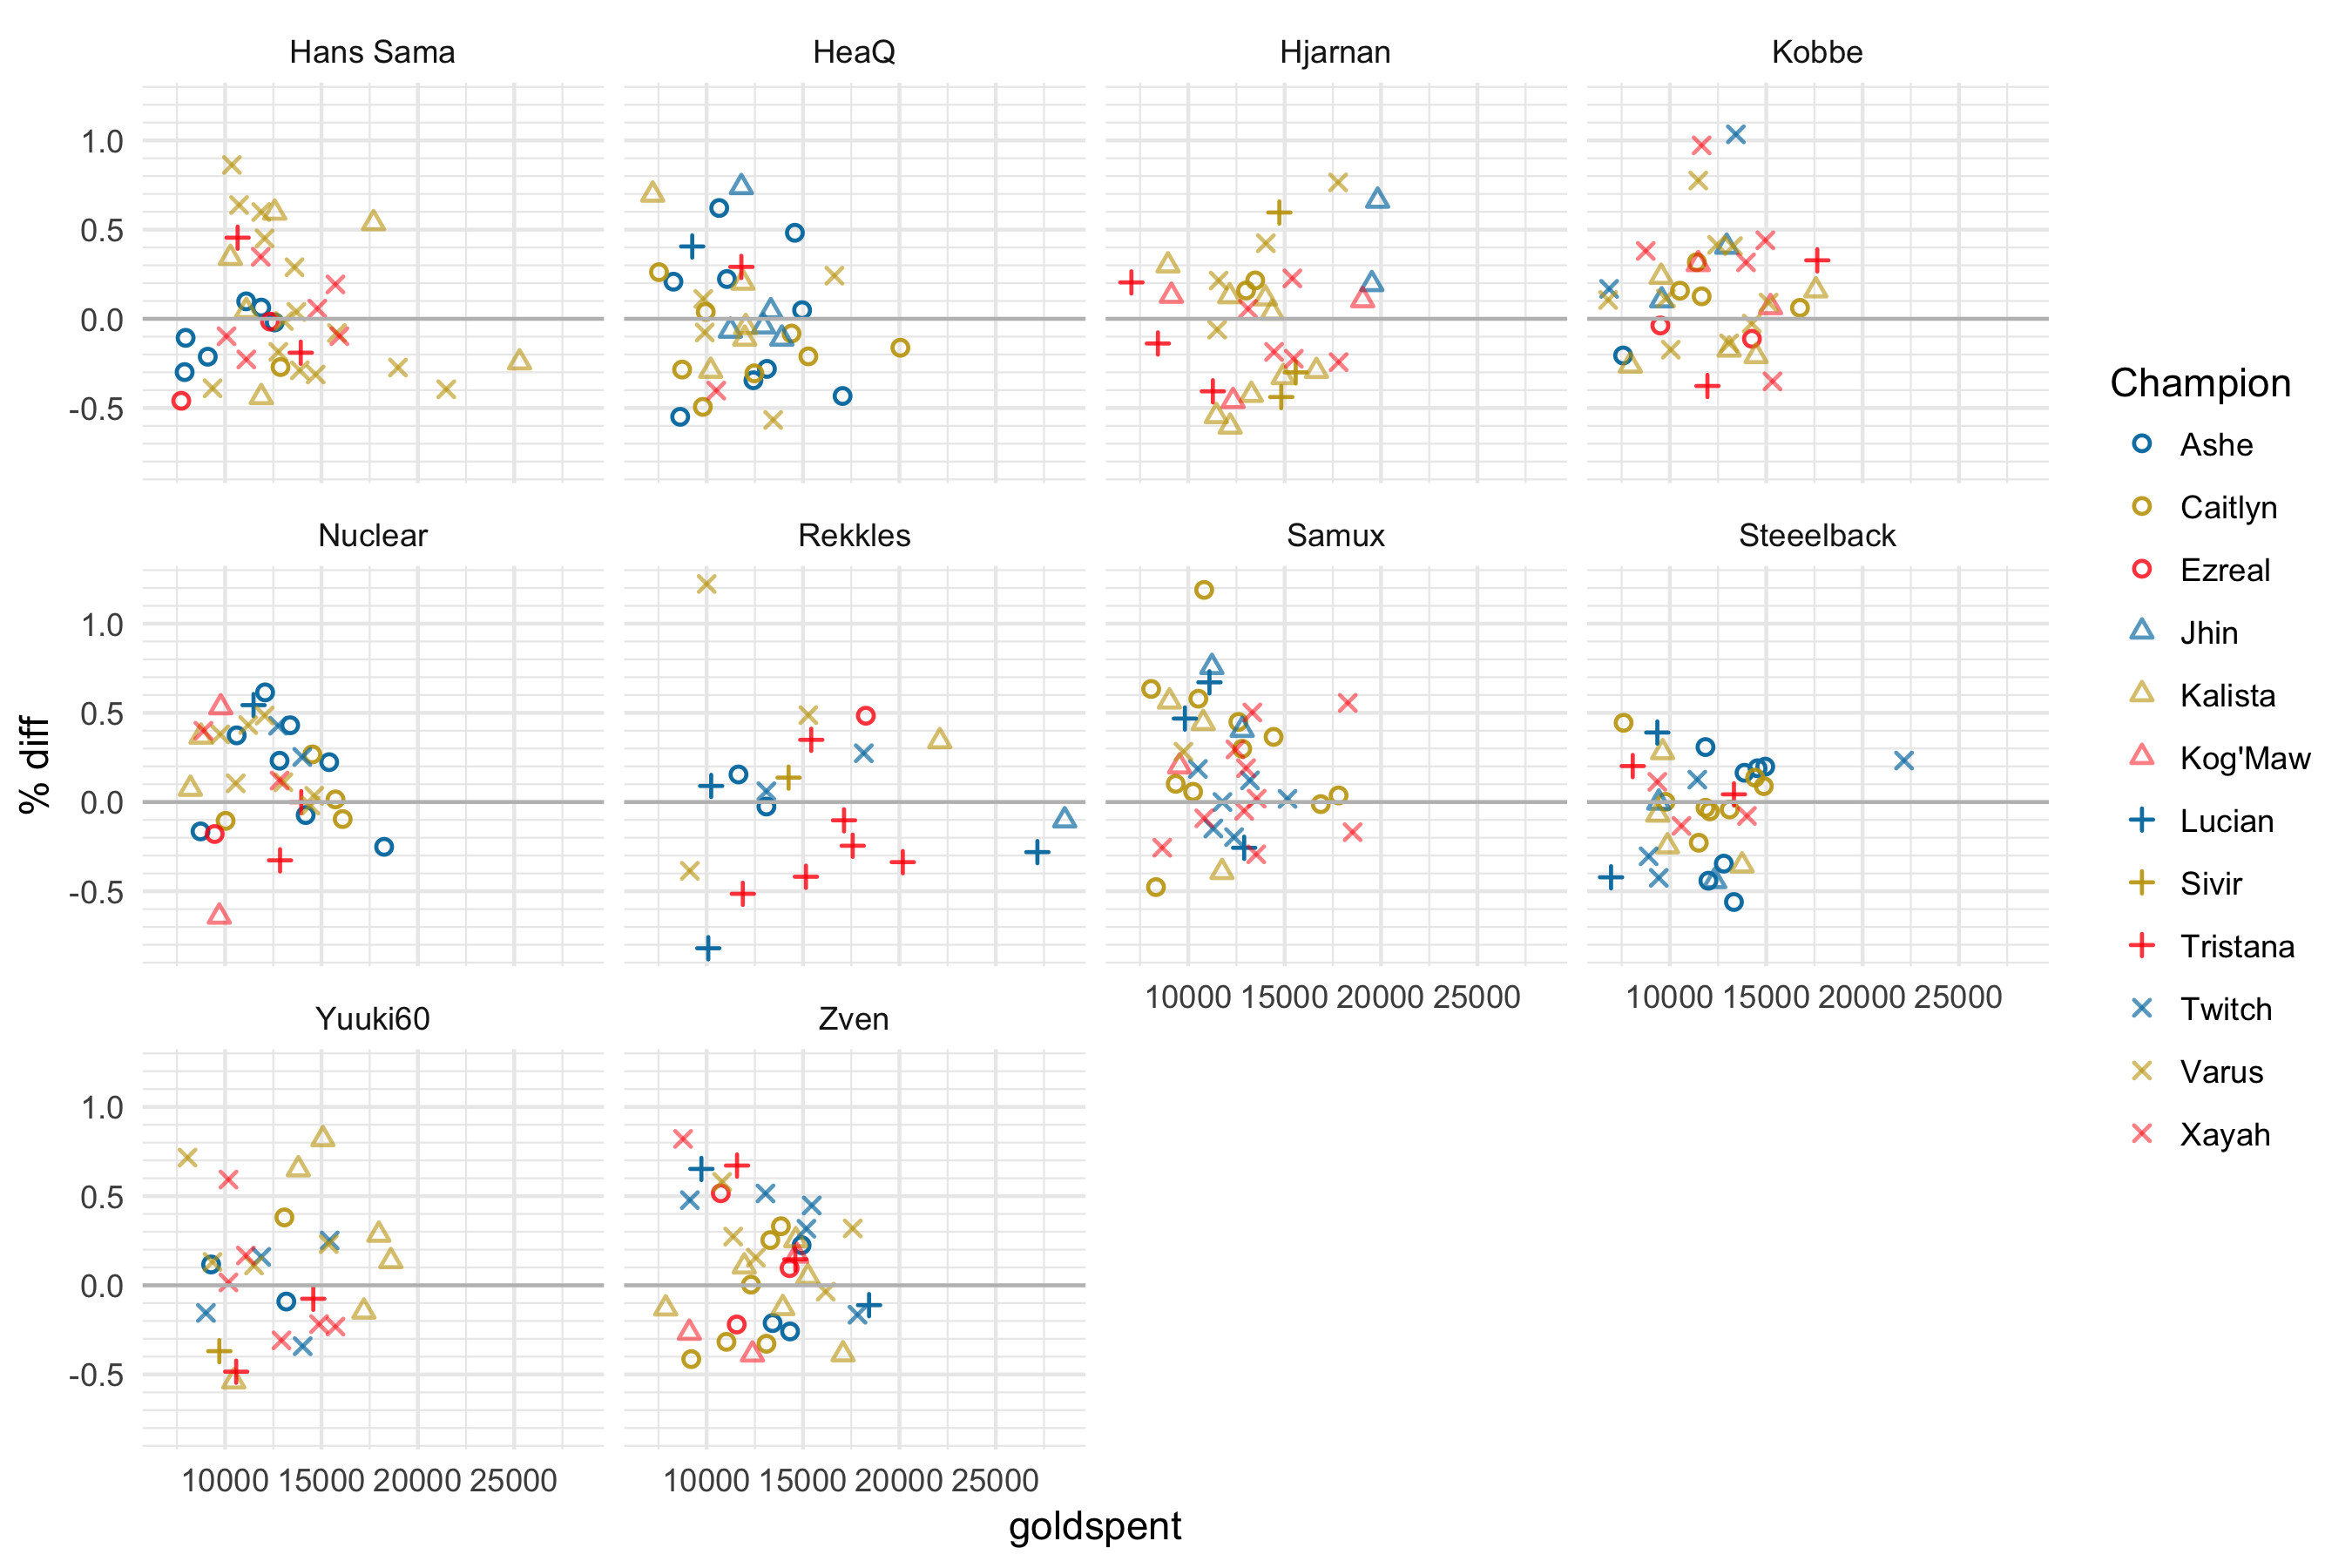 Hans Sama
HeaQ
Hjarnan
Kobbe
1.0
0.5
0.0
-0.5
Nuclear
Rekkles
Samux
Steeelback
1.0
0.5
0.0
-0.5
10000 15000 20000 25000
10000 15000 20000 25000
Yuuki60
Zven
1.0
0.5
0.0
-0.5
10000 15000 20000 25000
10000 15000 20000 25000
goldspent
% diff
Champion
Ashe
Caitlyn
Ezreal
Jhin
Kalista
Kog'Maw
Lucian
Sivir
Tristana
Twitch
Varus
Xayah